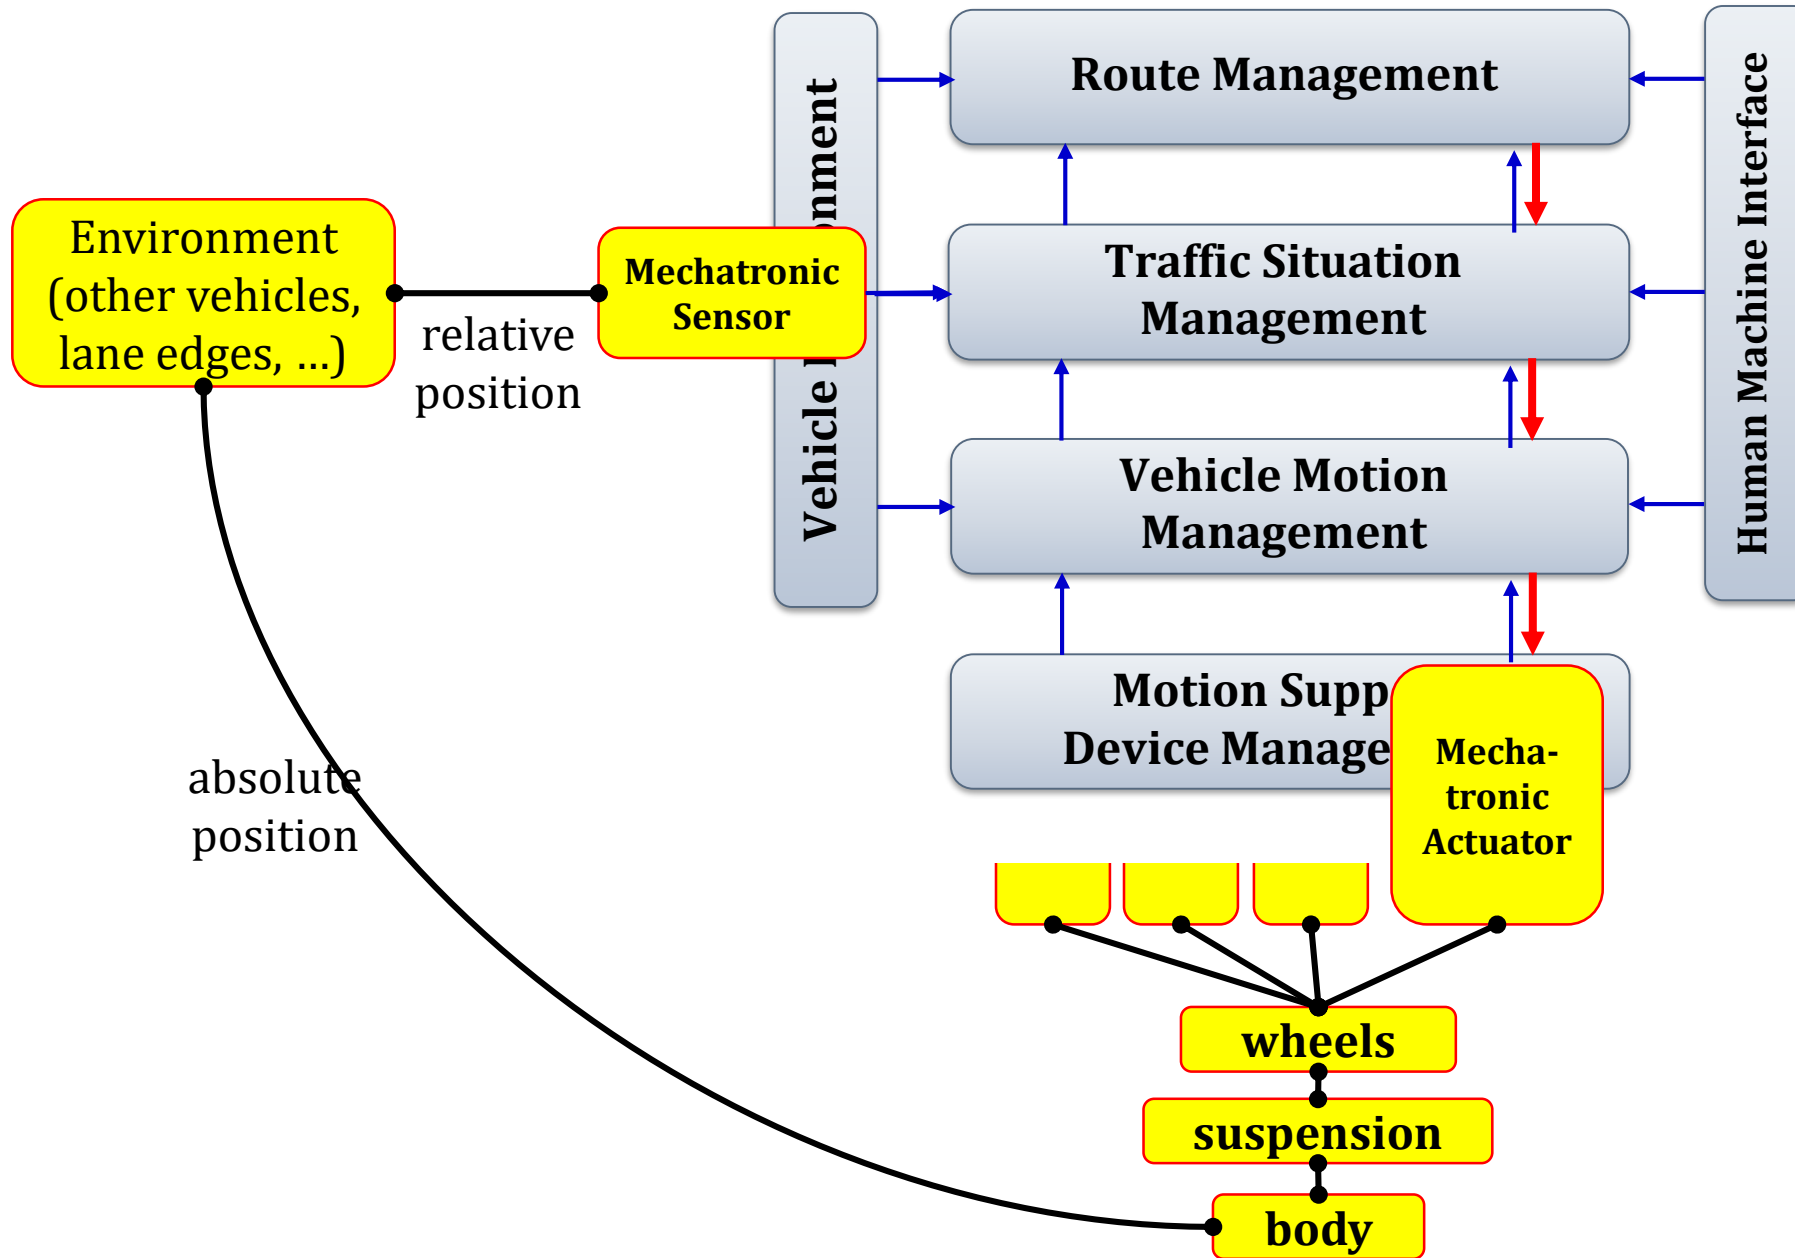 Route Management
Vehicle
onment
Human Machine Interface
Environment
(other vehicles,
lane edges, ...)
Mechatronic
Sensor
relative
position
Traffic Situation
Management
Vehicle Motion
Management
Motion Supp
Device Manage
Mecha-
tronic
Actuator
absolute
position
wheels
suspension
body